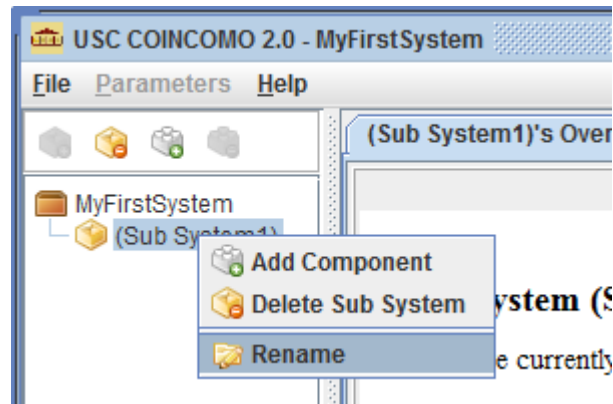 USC COINCOMO 2.0 - MyFirstSystem
File Parameters Help
(Sub System1)'s Over
MyFirstSystem
(Sub System1)
Add Component
Delete Sub System
Rename
ystem (S
e currently